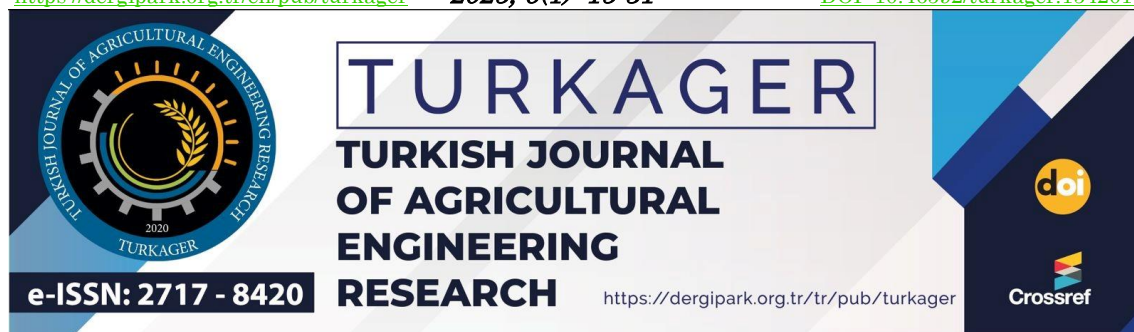 TURKISH JOURNAL OF AGRICULTURAL ENGINEERING RESEARCH
2020
TURKAGER
e-ISSN: 2717 - 8420
TURKAGER
TURKISH JOURNAL
OF AGRICULTURAL
ENGINEERING
RESEARCH
https://dergipark.org.tr/tr/pub/turkager
doi
Crossref